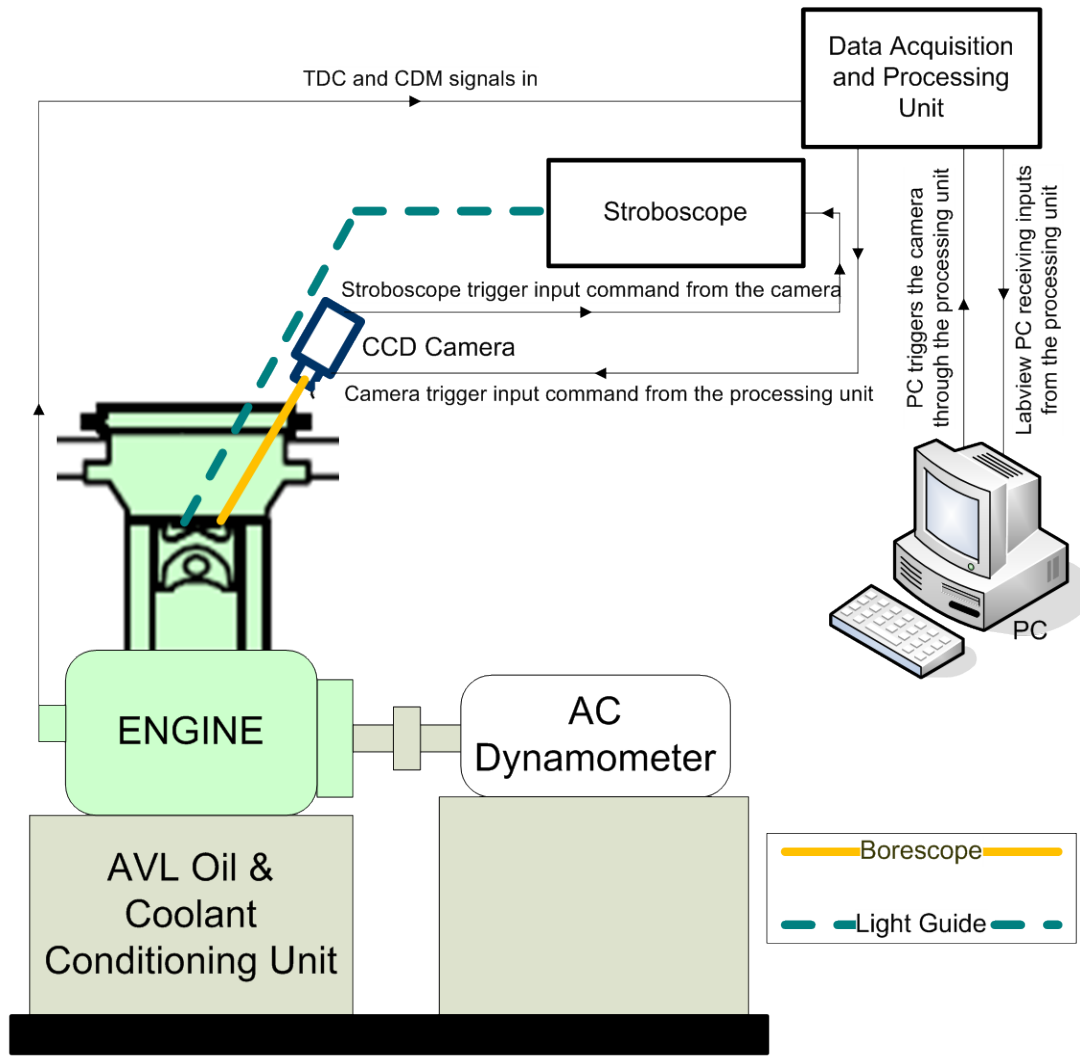 Data Acquisition
and Processing
Unit
TDC and CDM signals in
Stroboscope
Stroboscope trigger input command from the camera
CCD Camera
Camera trigger input command from the processing unit
PC triggers the camera
through the processing unit
Labview PC receiving inputs
from the processing unit
PC
ENGINE
AC
Dynamometer
AVL Oil &
Coolant
Conditioning Unit
Borescope
Light Guide